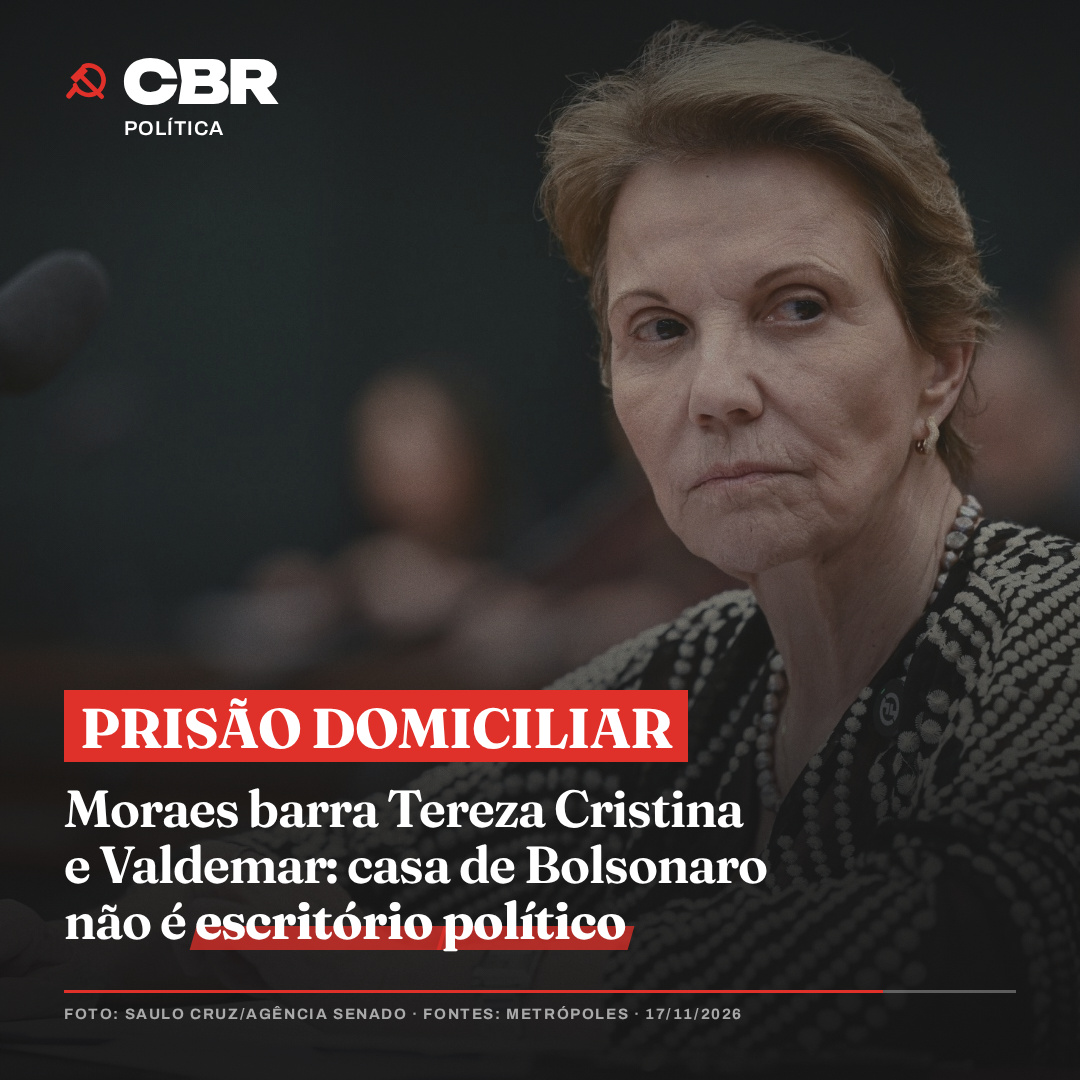 CBR
POLÍTICA
PRISÃO DOMICILIAR
Moraes barra Tereza Cristina
e Valdemar: casa de Bolsonaro
não é escritório político
FOTO: SAULO CRUZ/AGÊNCIA SENADO · FONTES: METRÓPOLES · 17/11/2026